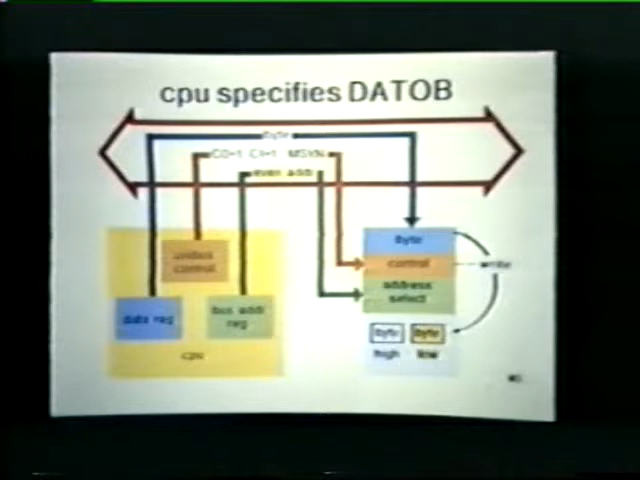 cpu specifies DATOB
byte
C0=1 C1=1 MSYN
even add
unibus control
byte
control
write
address select
data reg
bus addr reg
byte byte
high low
cpu